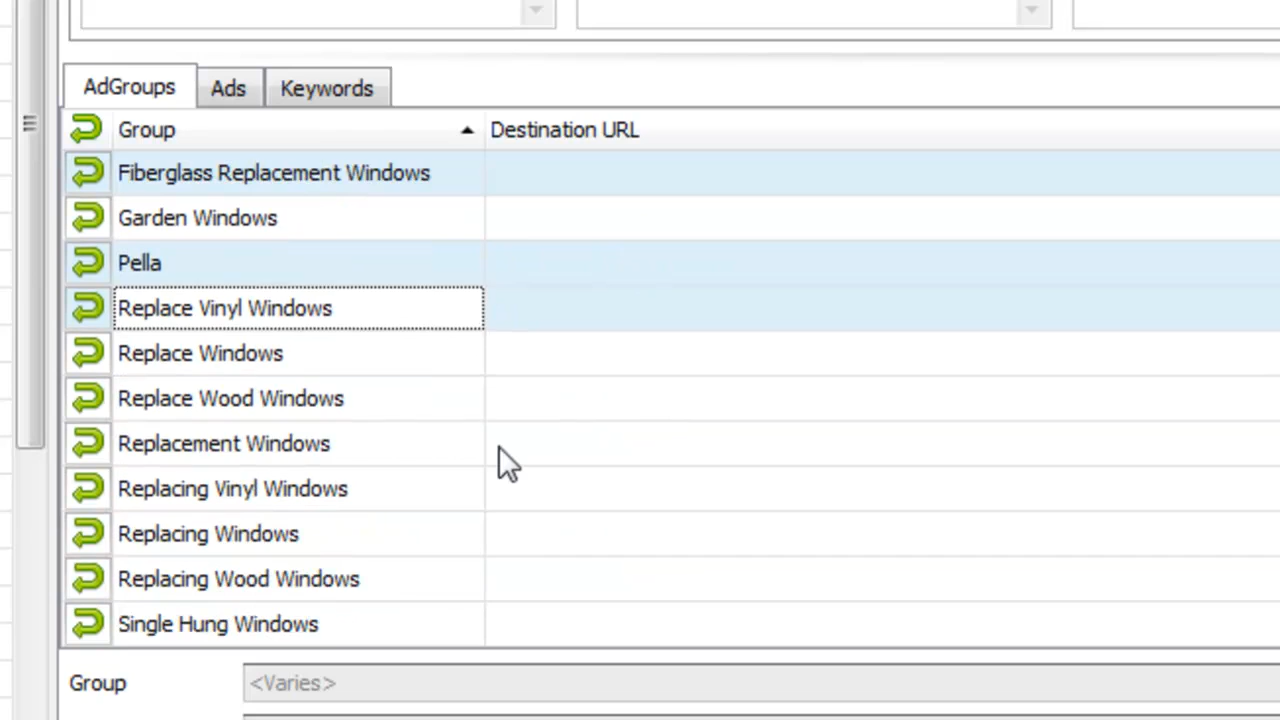 AdGroups Ads Keywords
Group Destination URL
Fiberglass Replacement Windows
Garden Windows
Pella
Replace Vinyl Windows
Replace Windows
Replace Wood Windows
Replacement Windows
Replacing Vinyl Windows
Replacing Windows
Replacing Wood Windows
Single Hung Windows
Group <Varies>